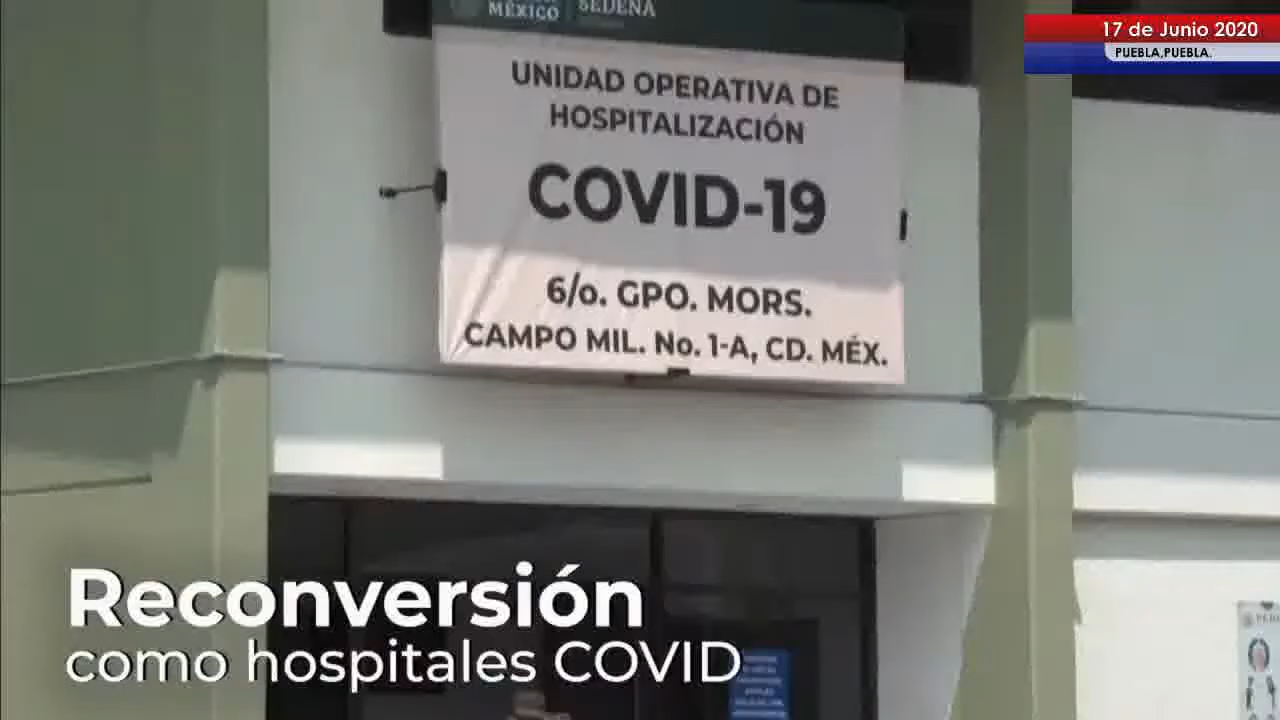 MÉXICO SEDENA
17 de Junio 2020
PUEBLA,PUEBLA.
UNIDAD OPERATIVA DE
HOSPITALIZACIÓN
COVID-19
6/o. GPO. MORS.
CAMPO MIL. No. 1-A, CD. MÉX.
Reconversión
como hospitales COVID